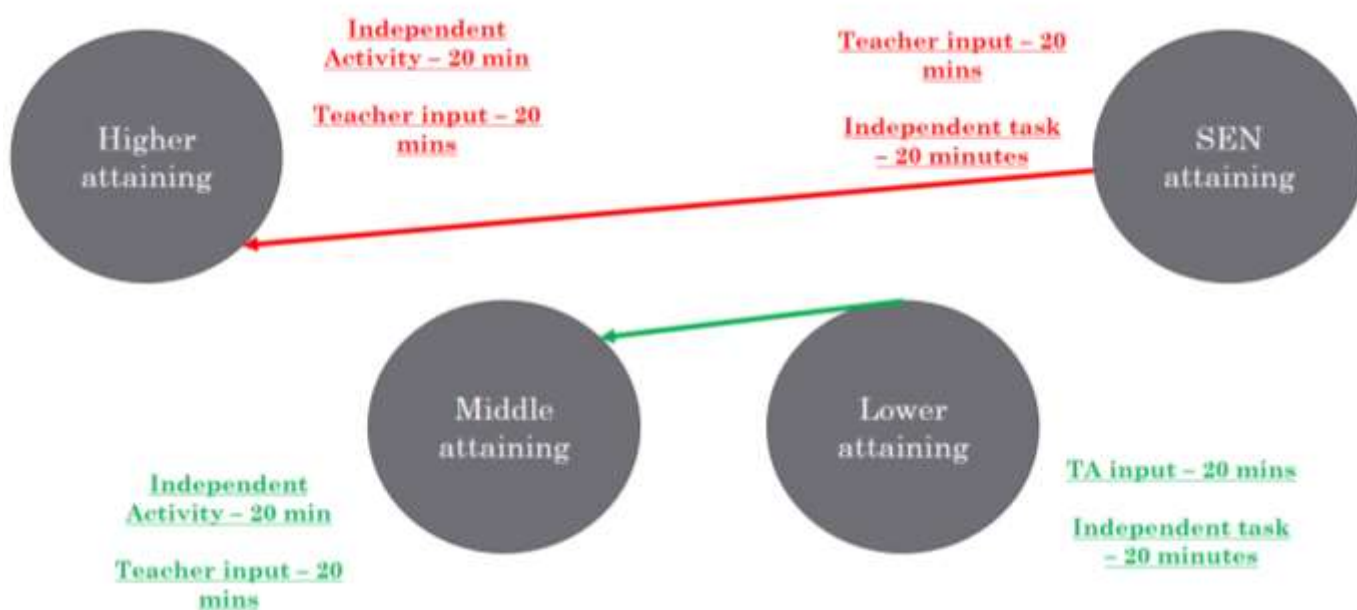 Independent
Activity – 20 min
Teacher input – 20
mins
Higher
attaining
Teacher input – 20
mins
Independent task
– 20 minutes
SEN
attaining
Middle
attaining
Lower
attaining
Independent
Activity – 20 min
Teacher input – 20
mins
TA input – 20 mins
Independent task
– 20 minutes